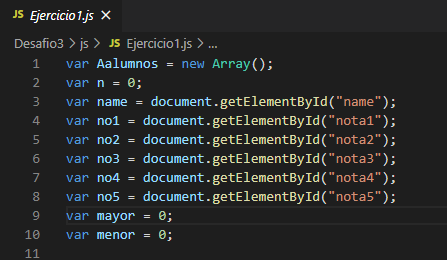 JS Ejercicio1.js ×
Desafio3 > js > JS Ejercicio1.js > ...
1 var Aalumnos = new Array();
2 var n = 0;
3 var name = document.getElementById("name");
4 var no1 = document.getElementById("nota1");
5 var no2 = document.getElementById("nota2");
6 var no3 = document.getElementById("nota3");
7 var no4 = document.getElementById("nota4");
8 var no5 = document.getElementById("nota5");
9 var mayor = 0;
10 var menor = 0;
11